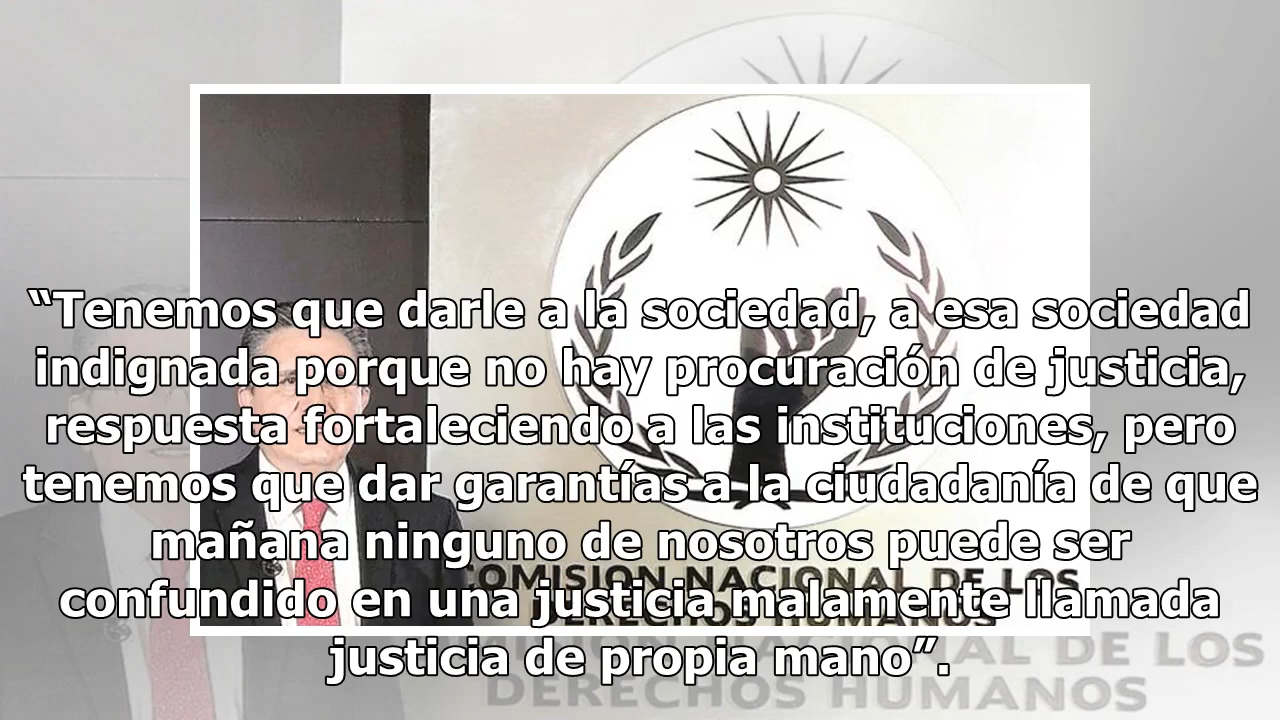 “Tenemos que darle a la sociedad, a esa sociedad
indignada porque no hay procuración de justicia,
respuesta fortaleciendo a las instituciones, pero
tenemos que dar garantías a la ciudadanía de que
mañana ninguno de nosotros puede ser
confundido en una justicia malamente llamada
justicia de propia mano”.
COMISION NACIONAL DE LOS
DERECHOS HUMANOS
NACIONAL DE LOS
DERECHOS HUMANOS